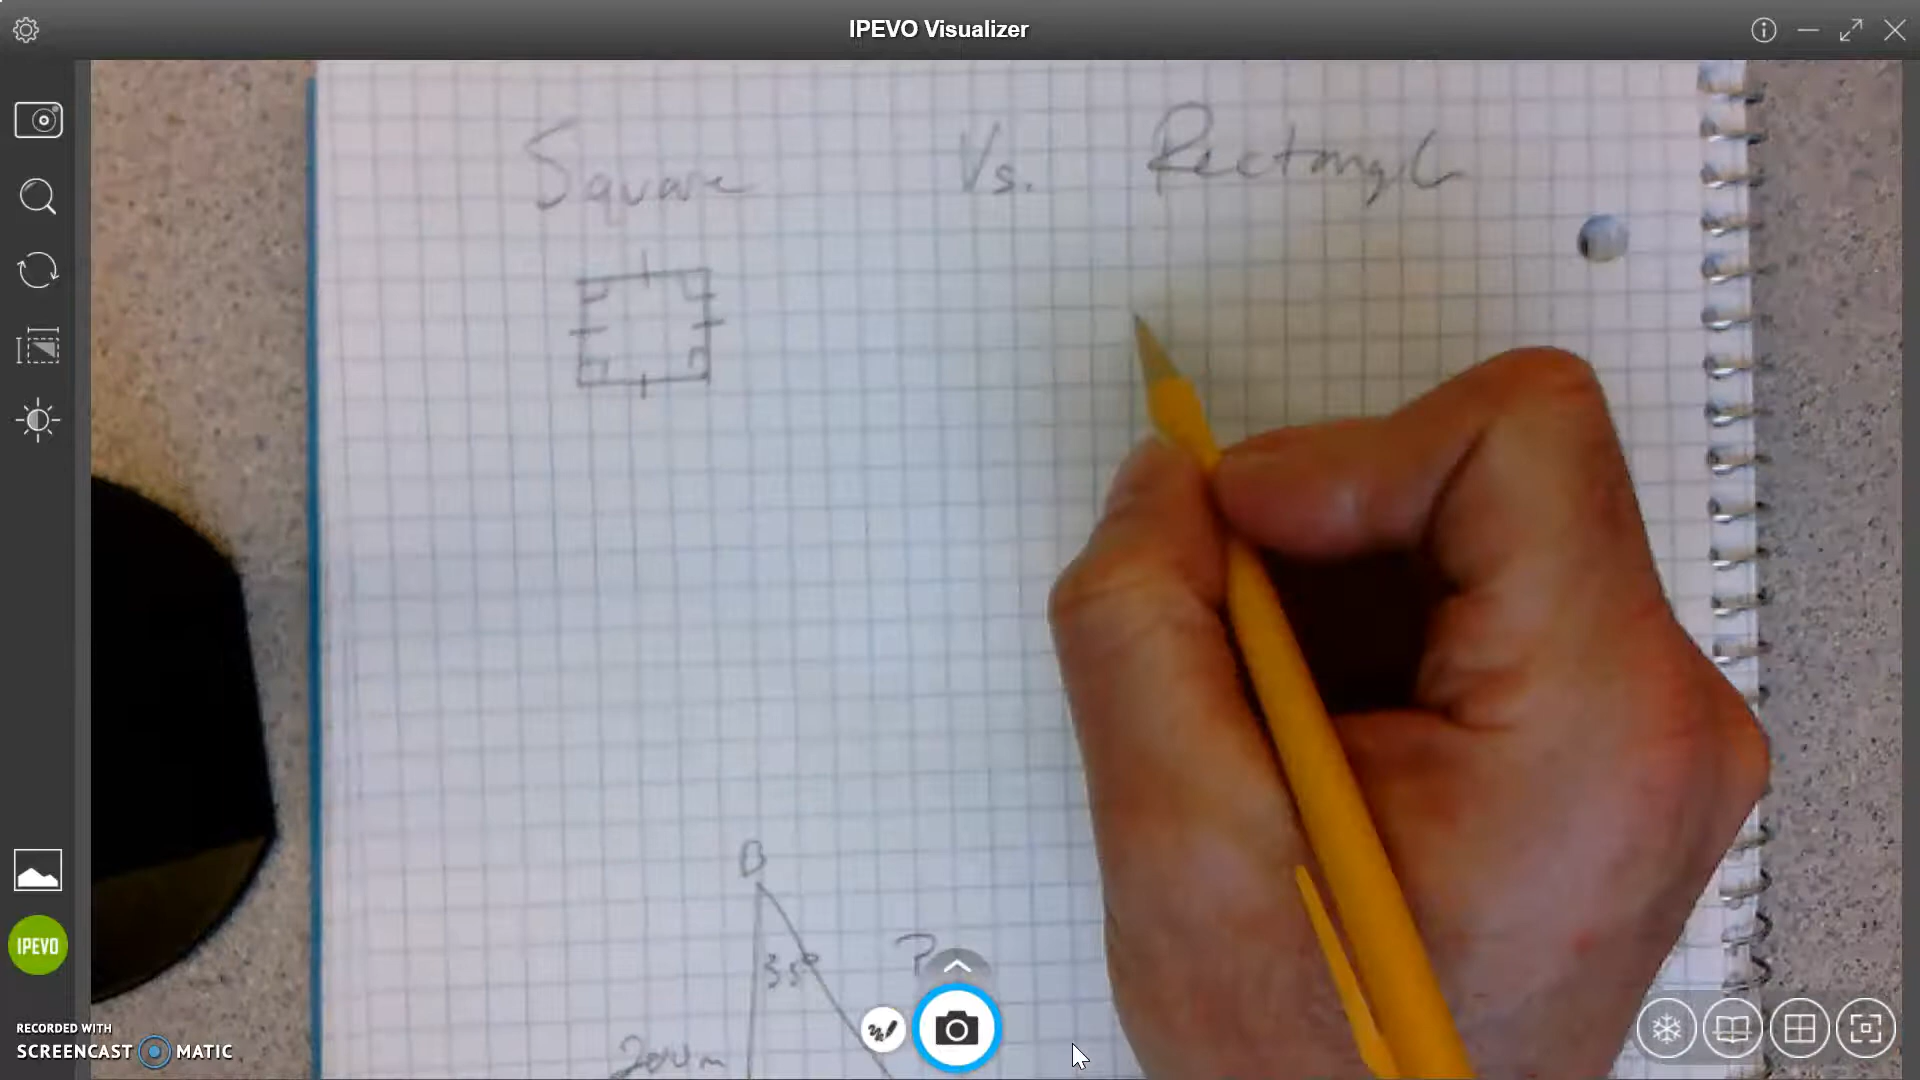 IPEVO Visualizer
Square Vs. Rectangle
B
35°
?
200m
IPEVO
RECORDED WITH
SCREENCAST MATIC